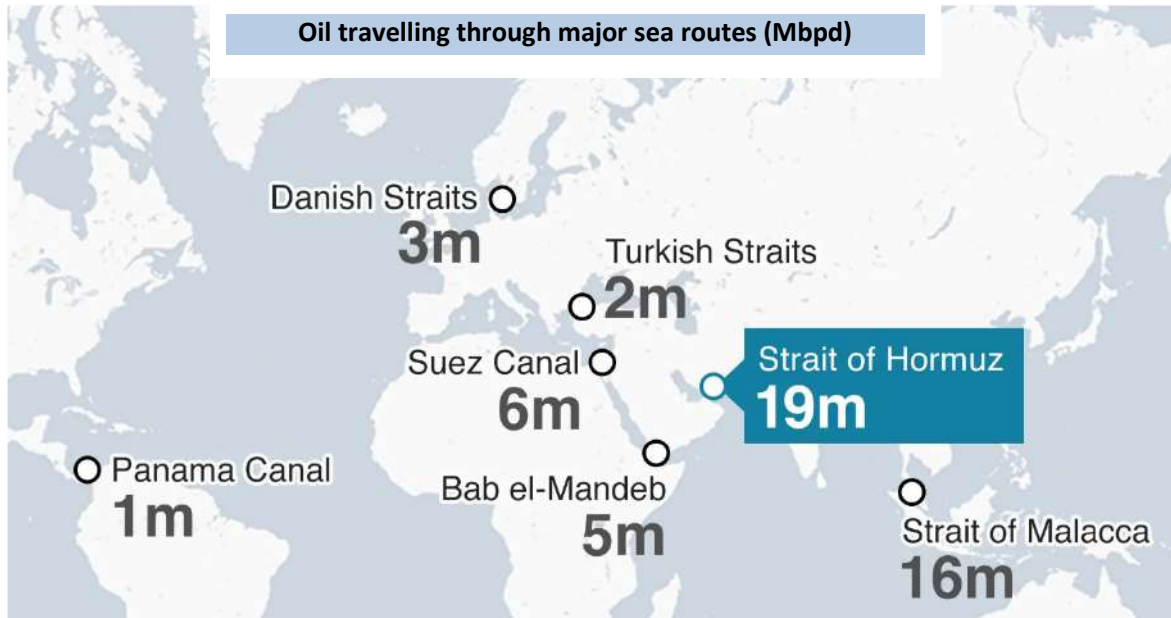 Oil travelling through major sea routes (Mbpd)
Danish Straits
3m
Turkish Straits
2m
Suez Canal
6m
Strait of Hormuz
19m
Panama Canal
1m
Bab el-Mandeb
5m
Strait of Malacca
16m